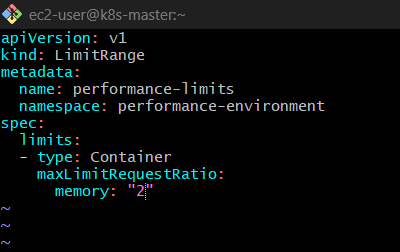 ec2-user@k8s-master:~
apiVersion: v1
kind: LimitRange
metadata:
  name: performance-limits
  namespace: performance-environment
spec:
  limits:
  - type: Container
    maxLimitRequestRatio:
      memory: "2"
~
~
~